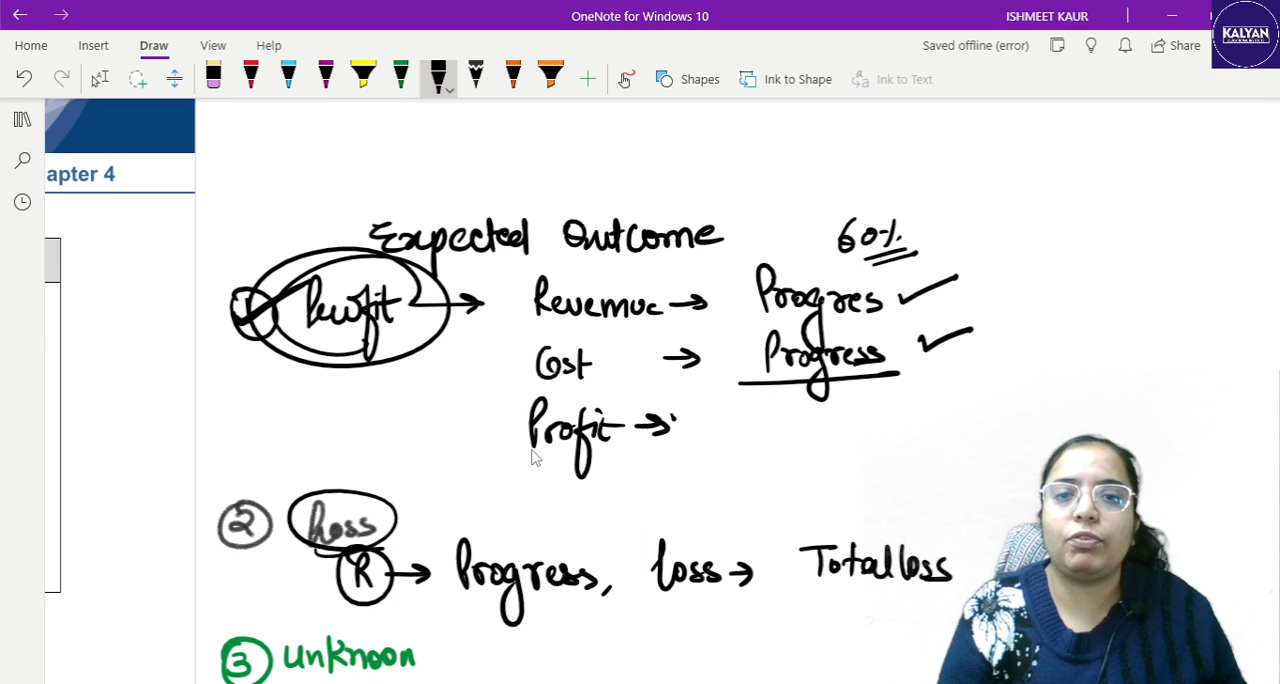 OneNote for Windows 10
ISHMEET KAUR
KALYAN
Home Insert Draw View Help
Saved offline (error)
Share
Shapes
Ink to Shape
Ink to Text
apter 4
Expected Outcome 60%
1 Profit → Revenue → Progres ✓
Cost → Progress ✓
Profit →
2 Loss
R → Progress, loss → Total loss
3 Unknoon